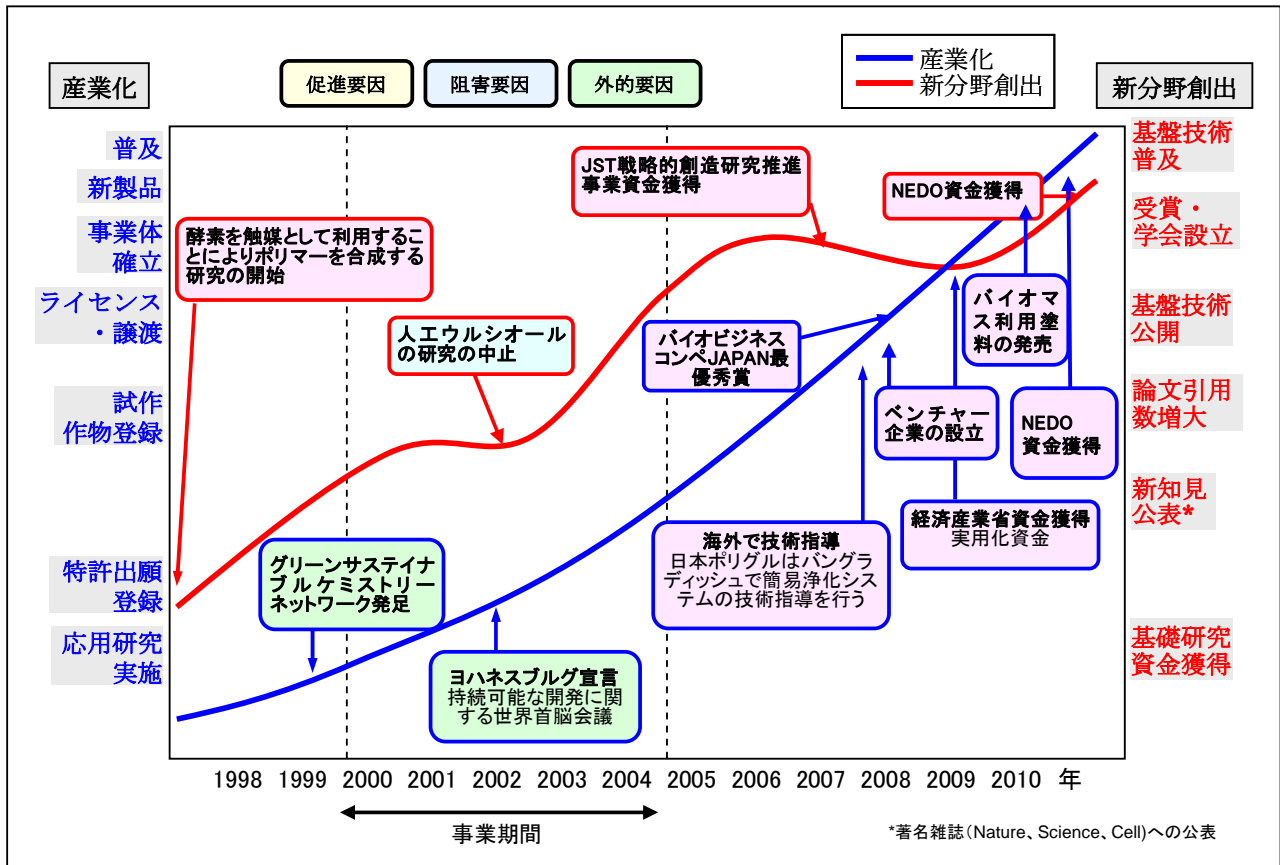 産業化
新分野創出
促進要因
阻害要因
外的要因
産業化
新分野創出
普及
新製品
事業体
確立
ライセンス
・譲渡
試作
作物登録
特許出願
登録
応用研究
実施
基盤技術
普及
受賞・
学会設立
基盤技術
公開
論文引用
数増大
新知見
公表*
基礎研究
資金獲得
酵素を触媒として利用するこ
とによりポリマーを合成する
研究の開始
人工ウルシオール
の研究の中止
JST戦略的創造研究推進
事業資金獲得
NEDO資金獲得
バイオビジネス
コンペJAPAN最
優秀賞
バイオマ
ス利用塗
料の発売
ベンチャー
企業の設立
NEDO
資金獲得
経済産業省資金獲得
実用化資金
海外で技術指導
日本ポリグルはバングラ
ディッシュで簡易浄化シス
テムの技術指導を行う
グリーンサステイナ
ブル ケミストリー
ネットワーク発足
ヨハネスブルグ宣言
持続可能な開発に関
する世界首脳会議
1998 1999 2000 2001 2002 2003 2004 2005 2006 2007 2008 2009 2010 年
事業期間
*著名雑誌(Nature、Science、Cell)への公表